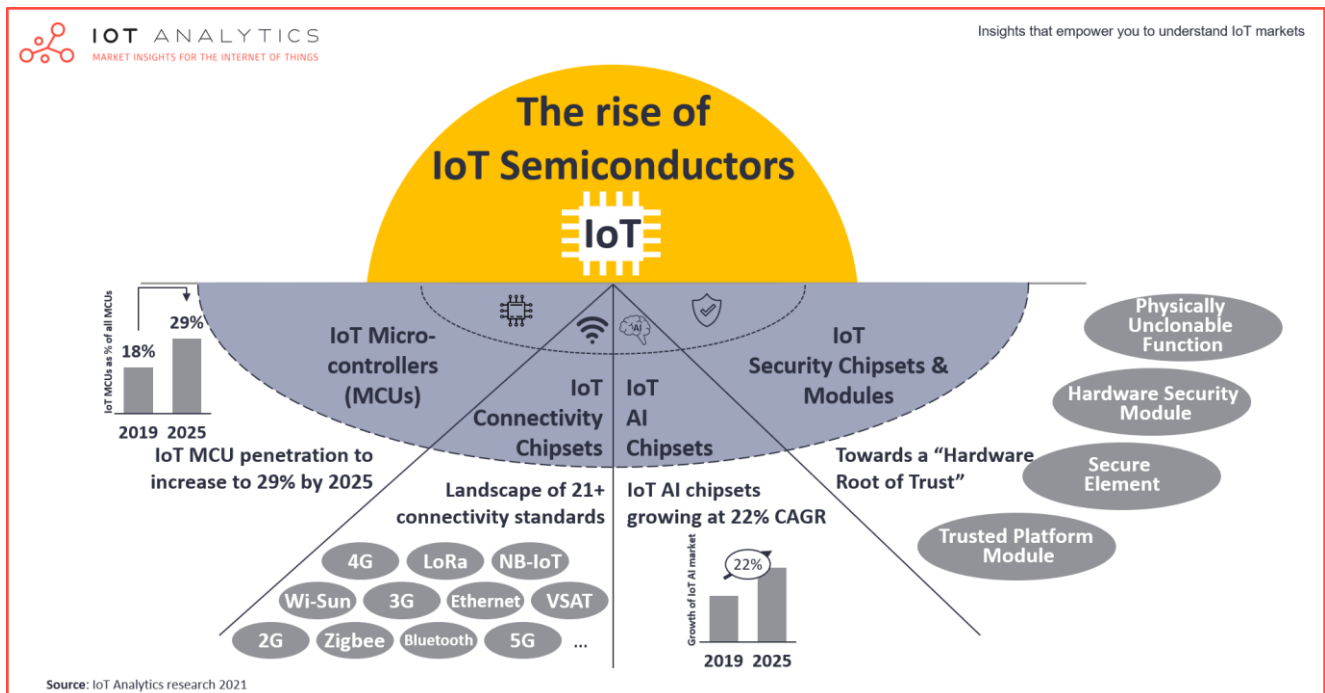 IOT ANALYTICS
MARKET INSIGHTS FOR THE INTERNET OF THINGS
Insights that empower you to understand IoT markets
The rise of
IoT Semiconductors
IoT
IoT MCUs as % of all MCUs
18%
29%
2019 2025
IoT MCU penetration to
increase to 29% by 2025
IoT Micro-
controllers
(MCUs)
IoT
Connectivity
Chipsets
Landscape of 21+
connectivity standards
4G LoRa NB-IoT
Wi-Sun 3G Ethernet VSAT
2G Zigbee Bluetooth 5G ...
AI
IoT
AI
Chipsets
IoT AI chipsets
growing at 22% CAGR
Growth of IoT AI market
22%
2019 2025
IoT
Security Chipsets &
Modules
Towards a “Hardware
Root of Trust”
Physically
Unclonable
Function
Hardware Security
Module
Secure
Element
Trusted Platform
Module
Source: IoT Analytics research 2021